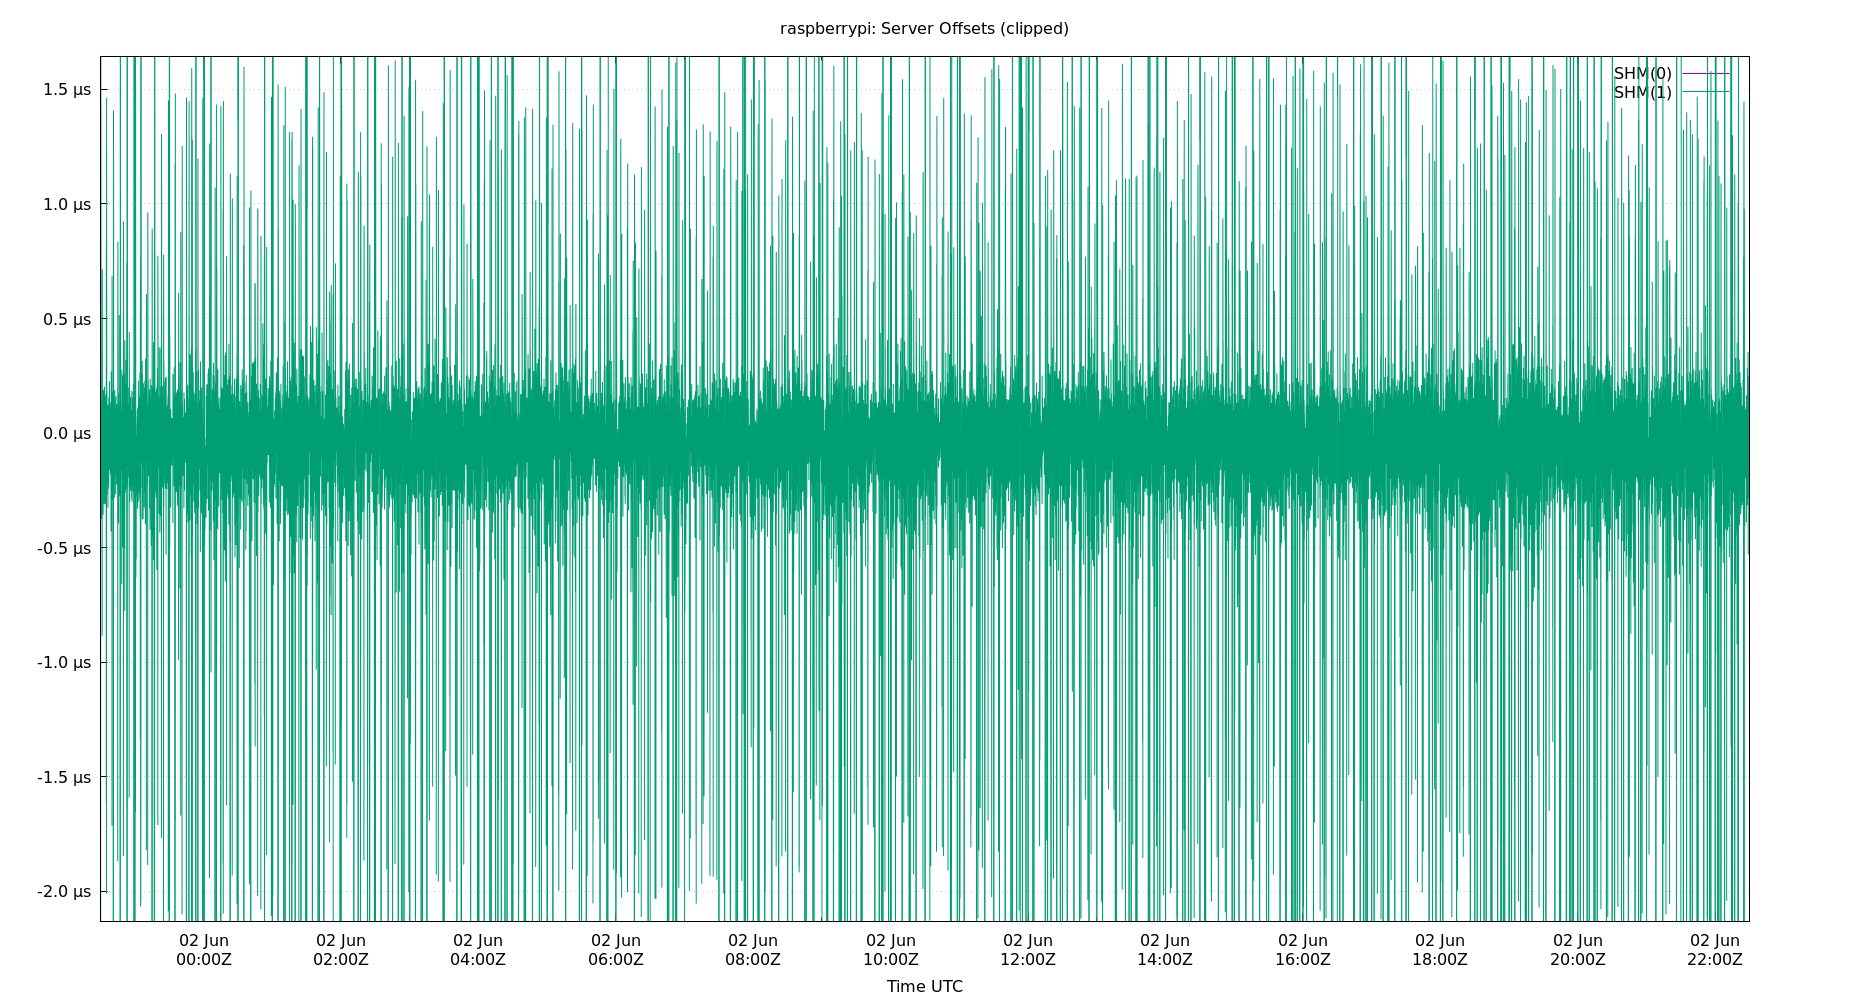 raspberrypi: Server Offsets (clipped)
SHM(0)
SHM(1)
1.5 µs
1.0 µs
0.5 µs
0.0 µs
-0.5 µs
-1.0 µs
-1.5 µs
-2.0 µs
02 Jun 02 Jun 02 Jun 02 Jun 02 Jun 02 Jun 02 Jun 02 Jun 02 Jun 02 Jun 02 Jun 02 Jun
00:00Z 02:00Z 04:00Z 06:00Z 08:00Z 10:00Z 12:00Z 14:00Z 16:00Z 18:00Z 20:00Z 22:00Z
Time UTC